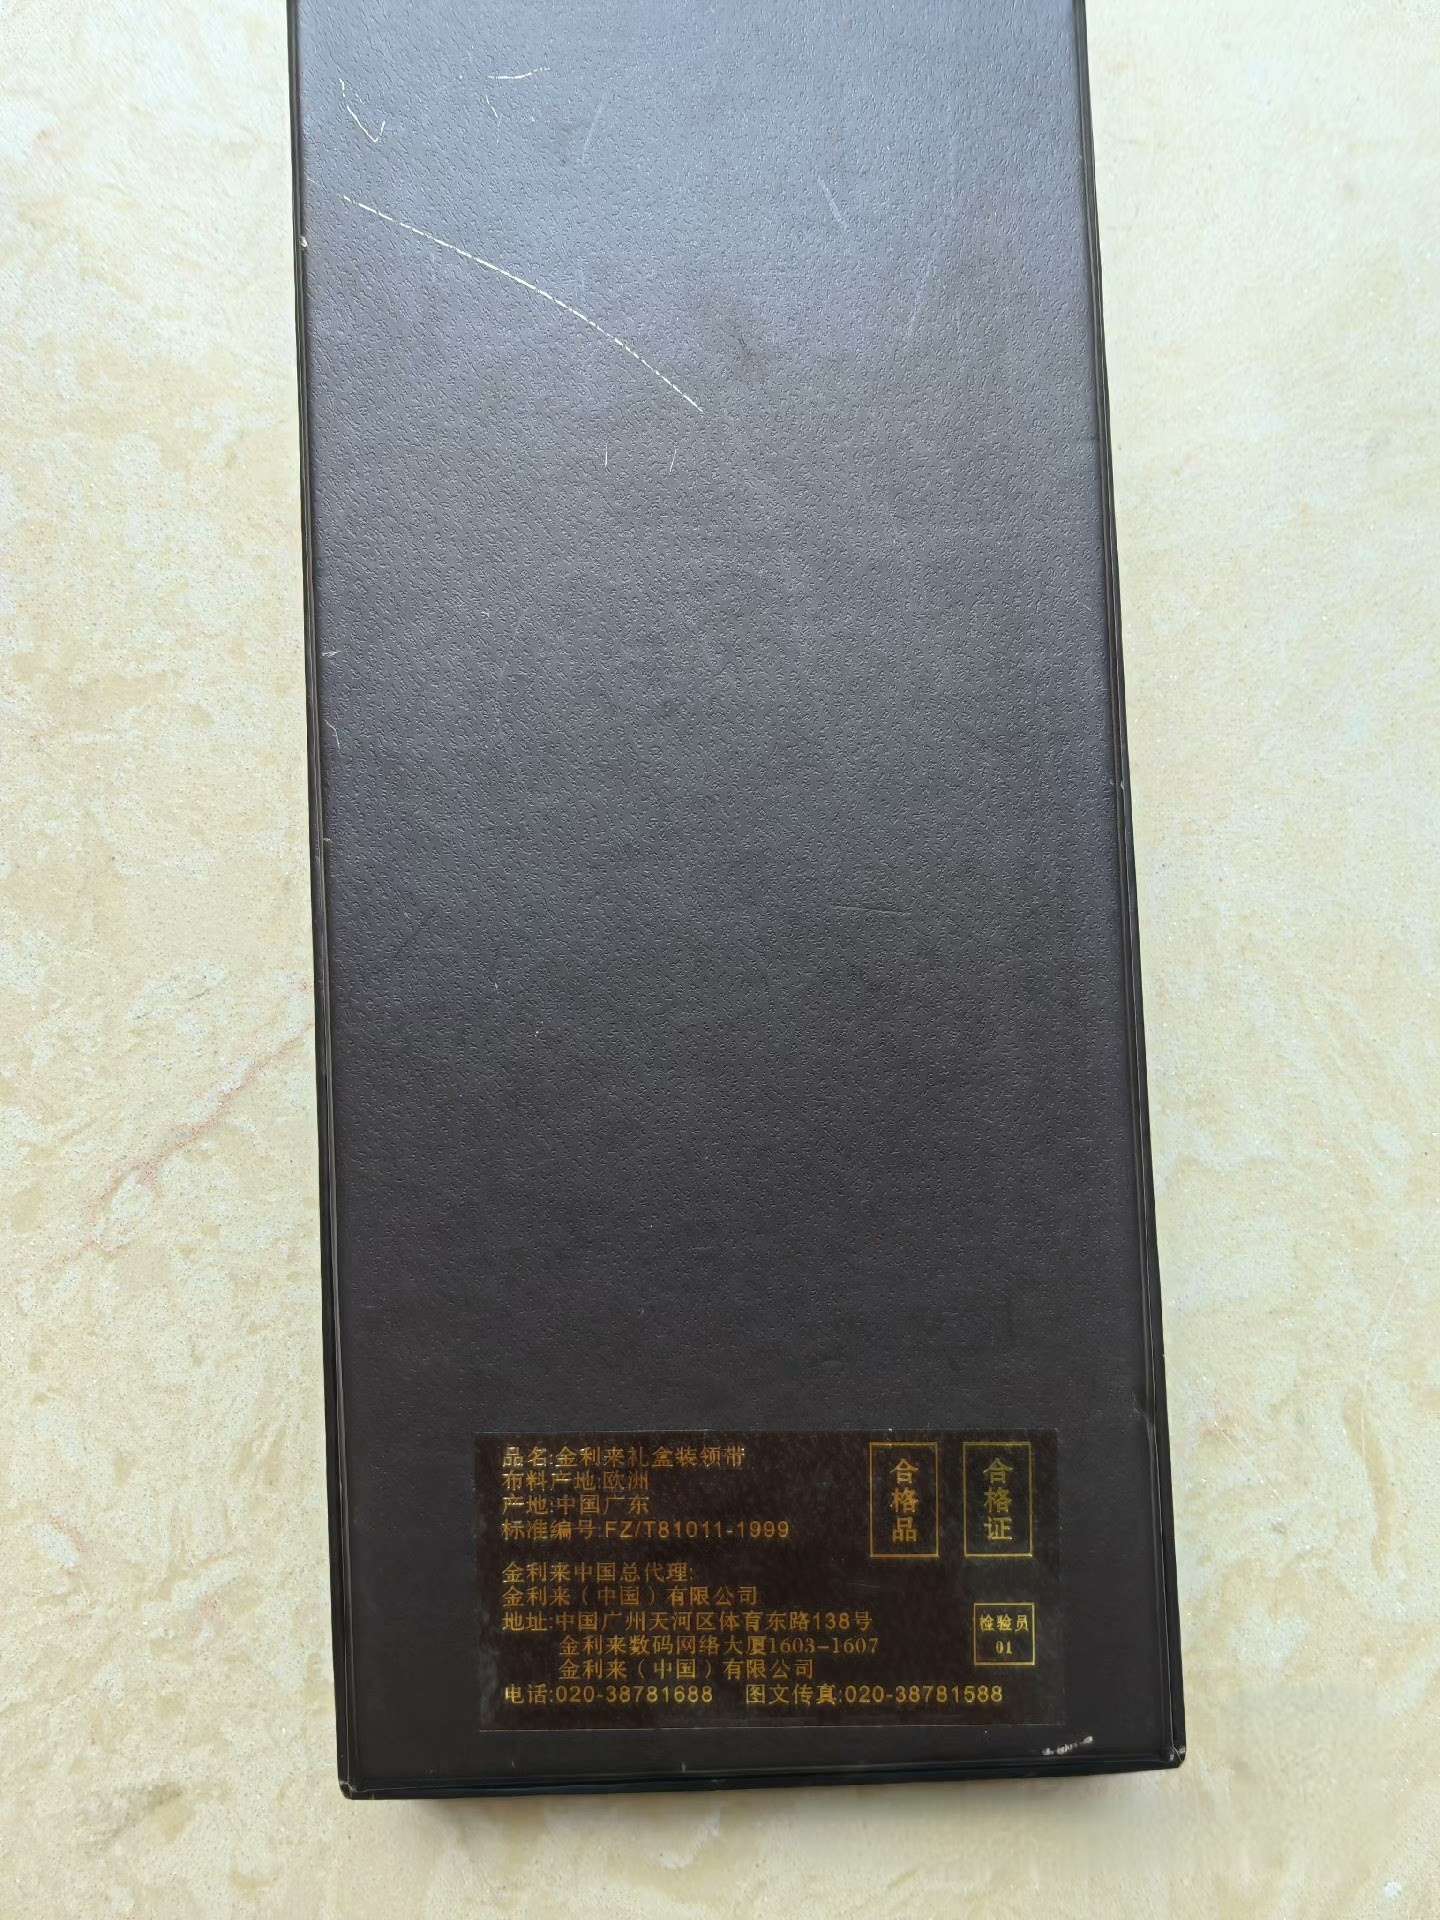 品名:金利来礼盒装领带
布料产地:欧洲
产地:中国广东
标准编号:FZ/T81011-1999
合格品
合格证
金利来中国总代理:
金利来（中国）有限公司
地址:中国广州天河区体育东路138号
金利来数码网络大厦1603-1607
金利来（中国）有限公司
电话:020-38781688 图文传真:020-38781588
检验员
01